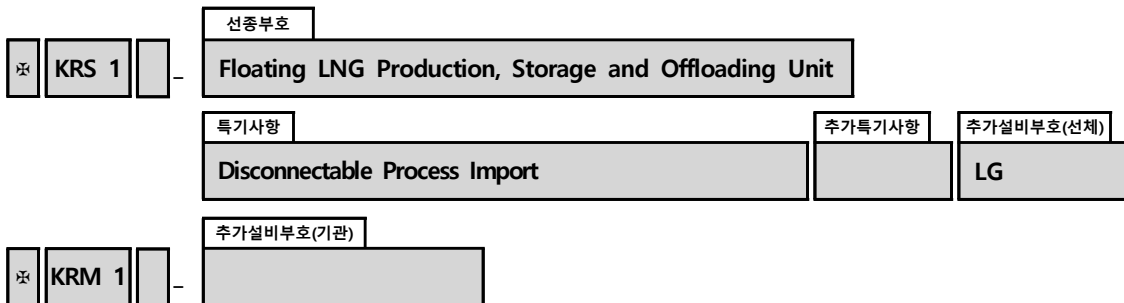 선종부호
✠ KRS 1 – Floating LNG Production, Storage and Offloading Unit
특기사항 추가특기사항 추가설비부호(선체)
Disconnectable Process Import LG
추가설비부호(기관)
✠ KRM 1 –